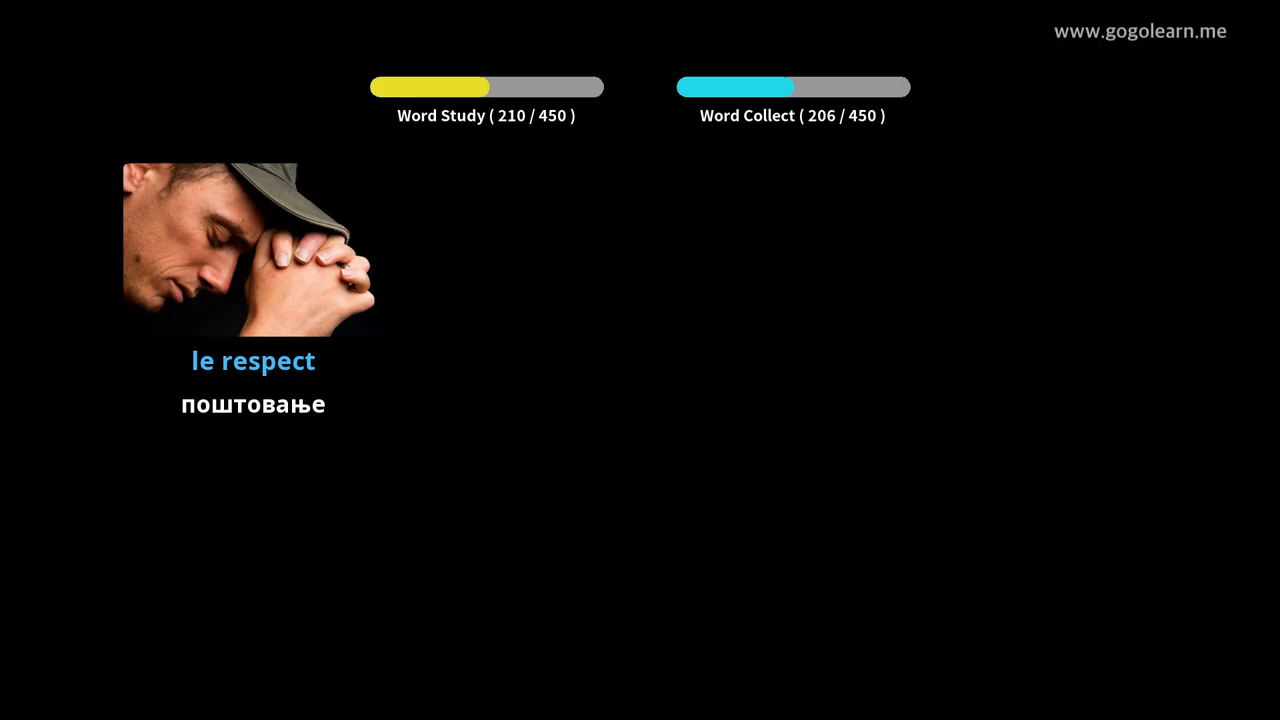 www.gogolearn.me
Word Study ( 210 / 450 )
Word Collect ( 206 / 450 )
le respect
поштовање